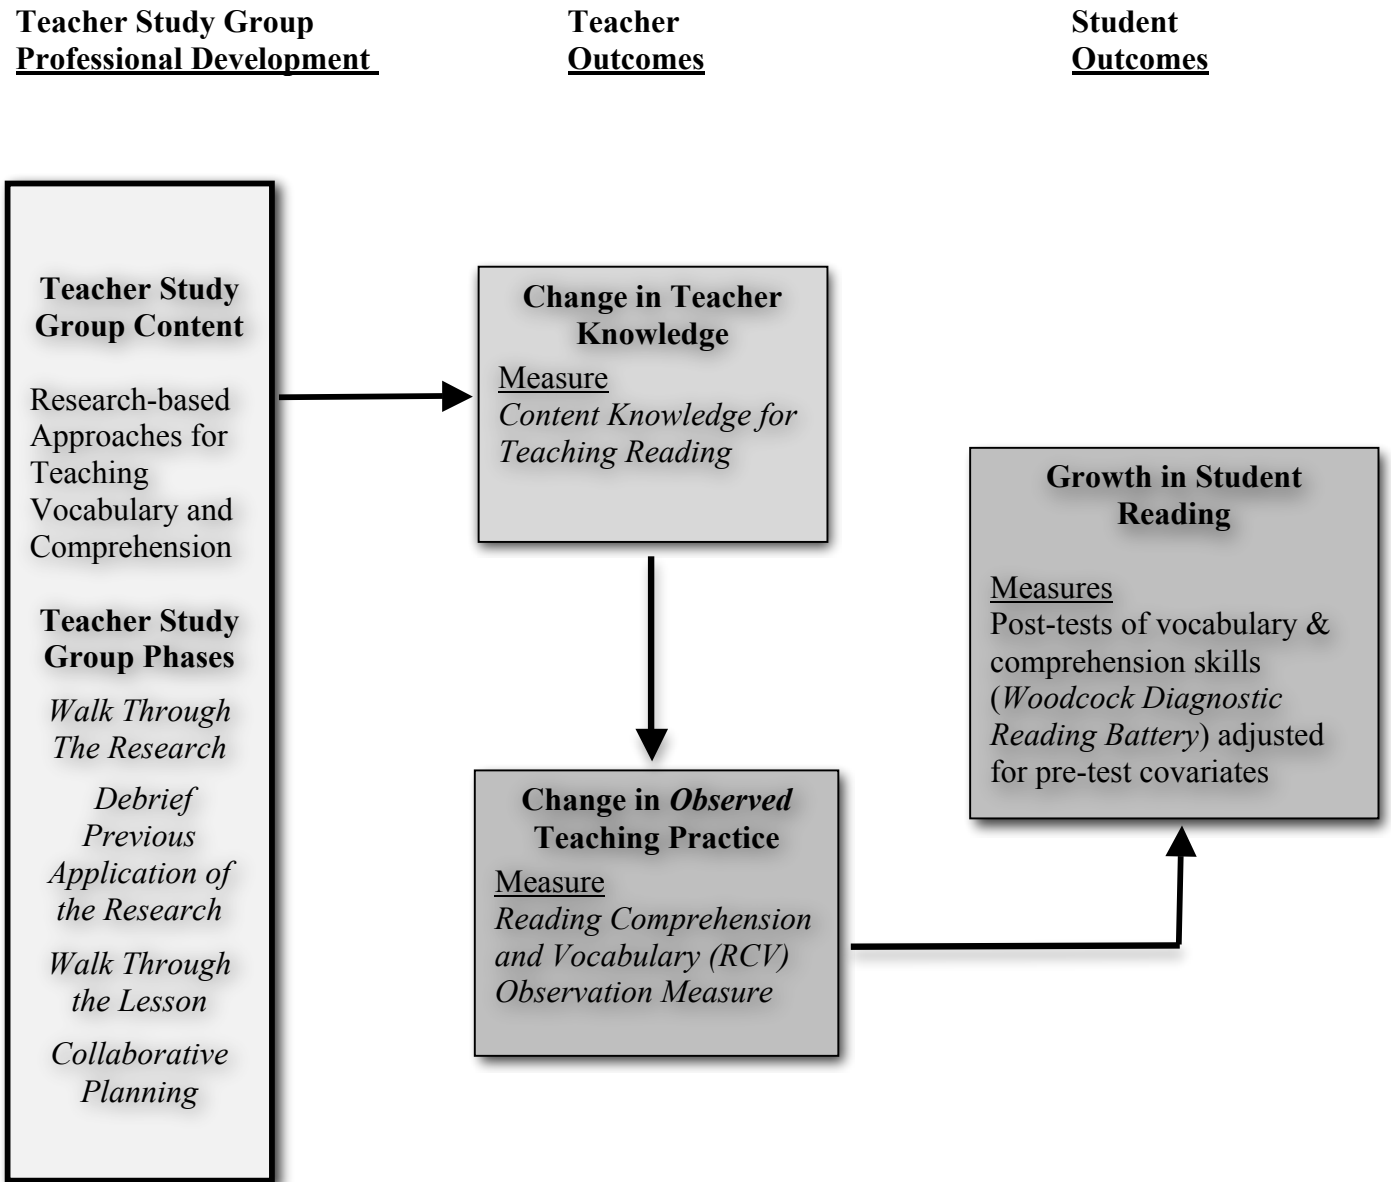 Teacher Study Group
Professional Development
Teacher
Outcomes
Student
Outcomes
Teacher Study
Group Content
Research-based
Approaches for
Teaching
Vocabulary and
Comprehension
Teacher Study
Group Phases
Walk Through
The Research
Debrief
Previous
Application of
the Research
Walk Through
the Lesson
Collaborative
Planning
Change in Teacher
Knowledge
Measure
Content Knowledge for
Teaching Reading
Change in Observed
Teaching Practice
Measure
Reading Comprehension
and Vocabulary (RCV)
Observation Measure
Growth in Student
Reading
Measures
Post-tests of vocabulary &
comprehension skills
(Woodcock Diagnostic
Reading Battery) adjusted
for pre-test covariates